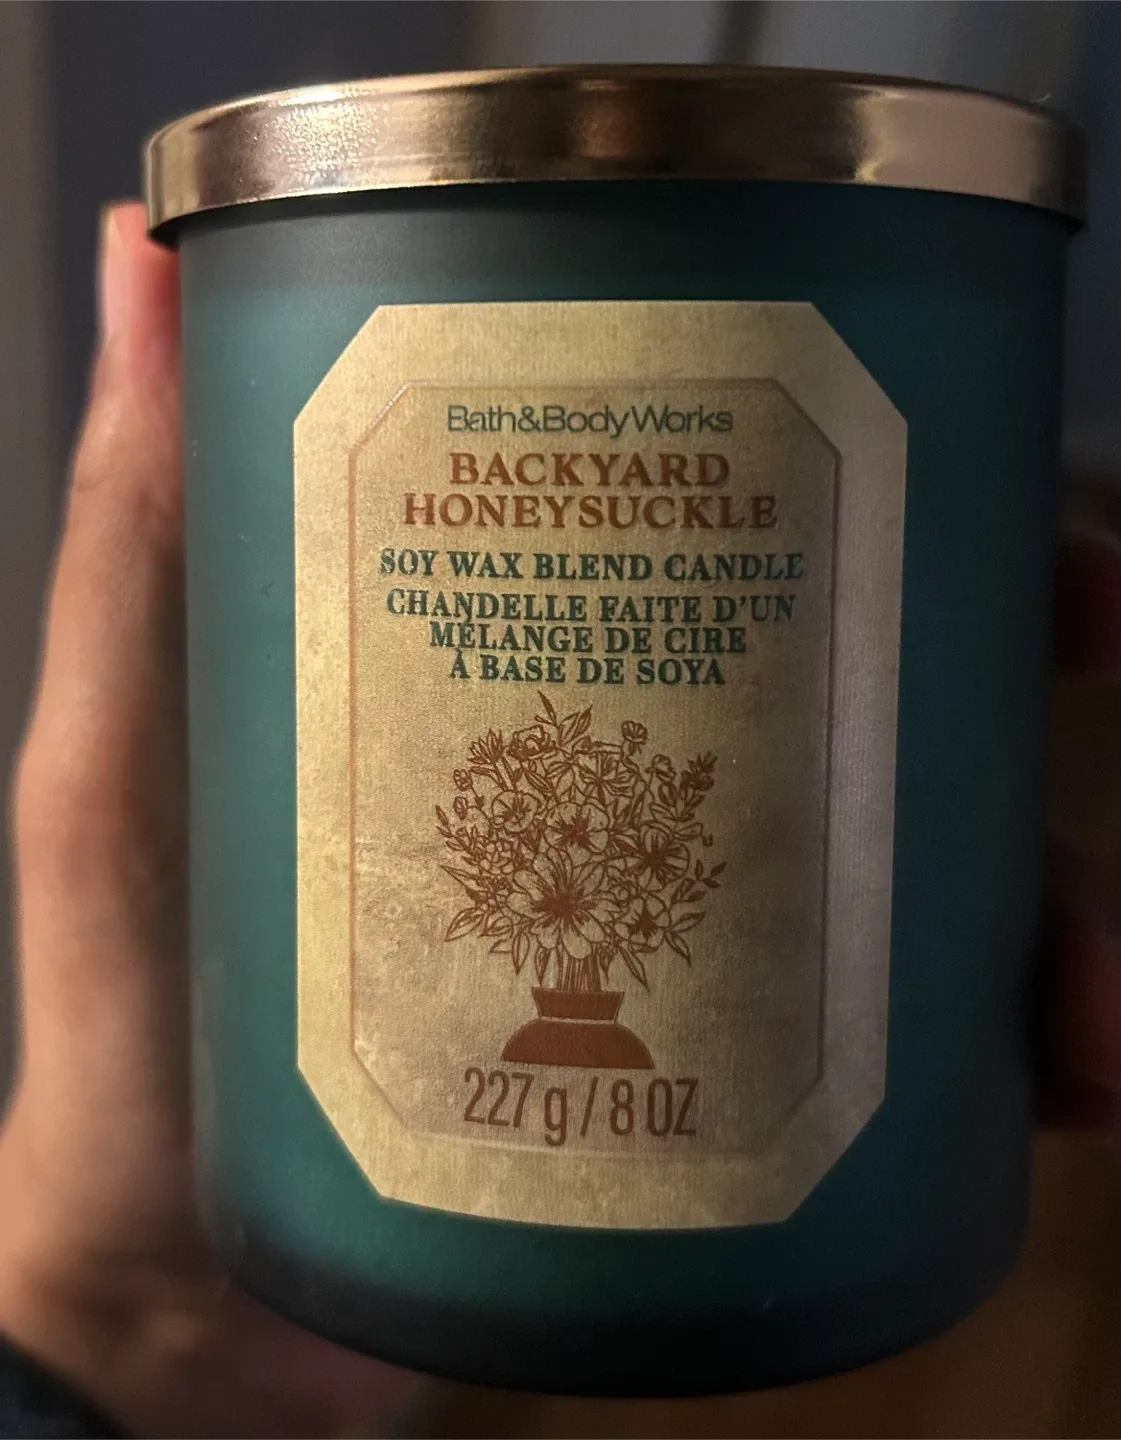 Bath&BodyWorks
BACKYARD
HONEYSUCKLE
SOY WAX BLEND CANDLE
CHANDELLE FAITE D'UN
MÉLANGE DE CIRE
À BASE DE SOYA
227 g / 8 OZ